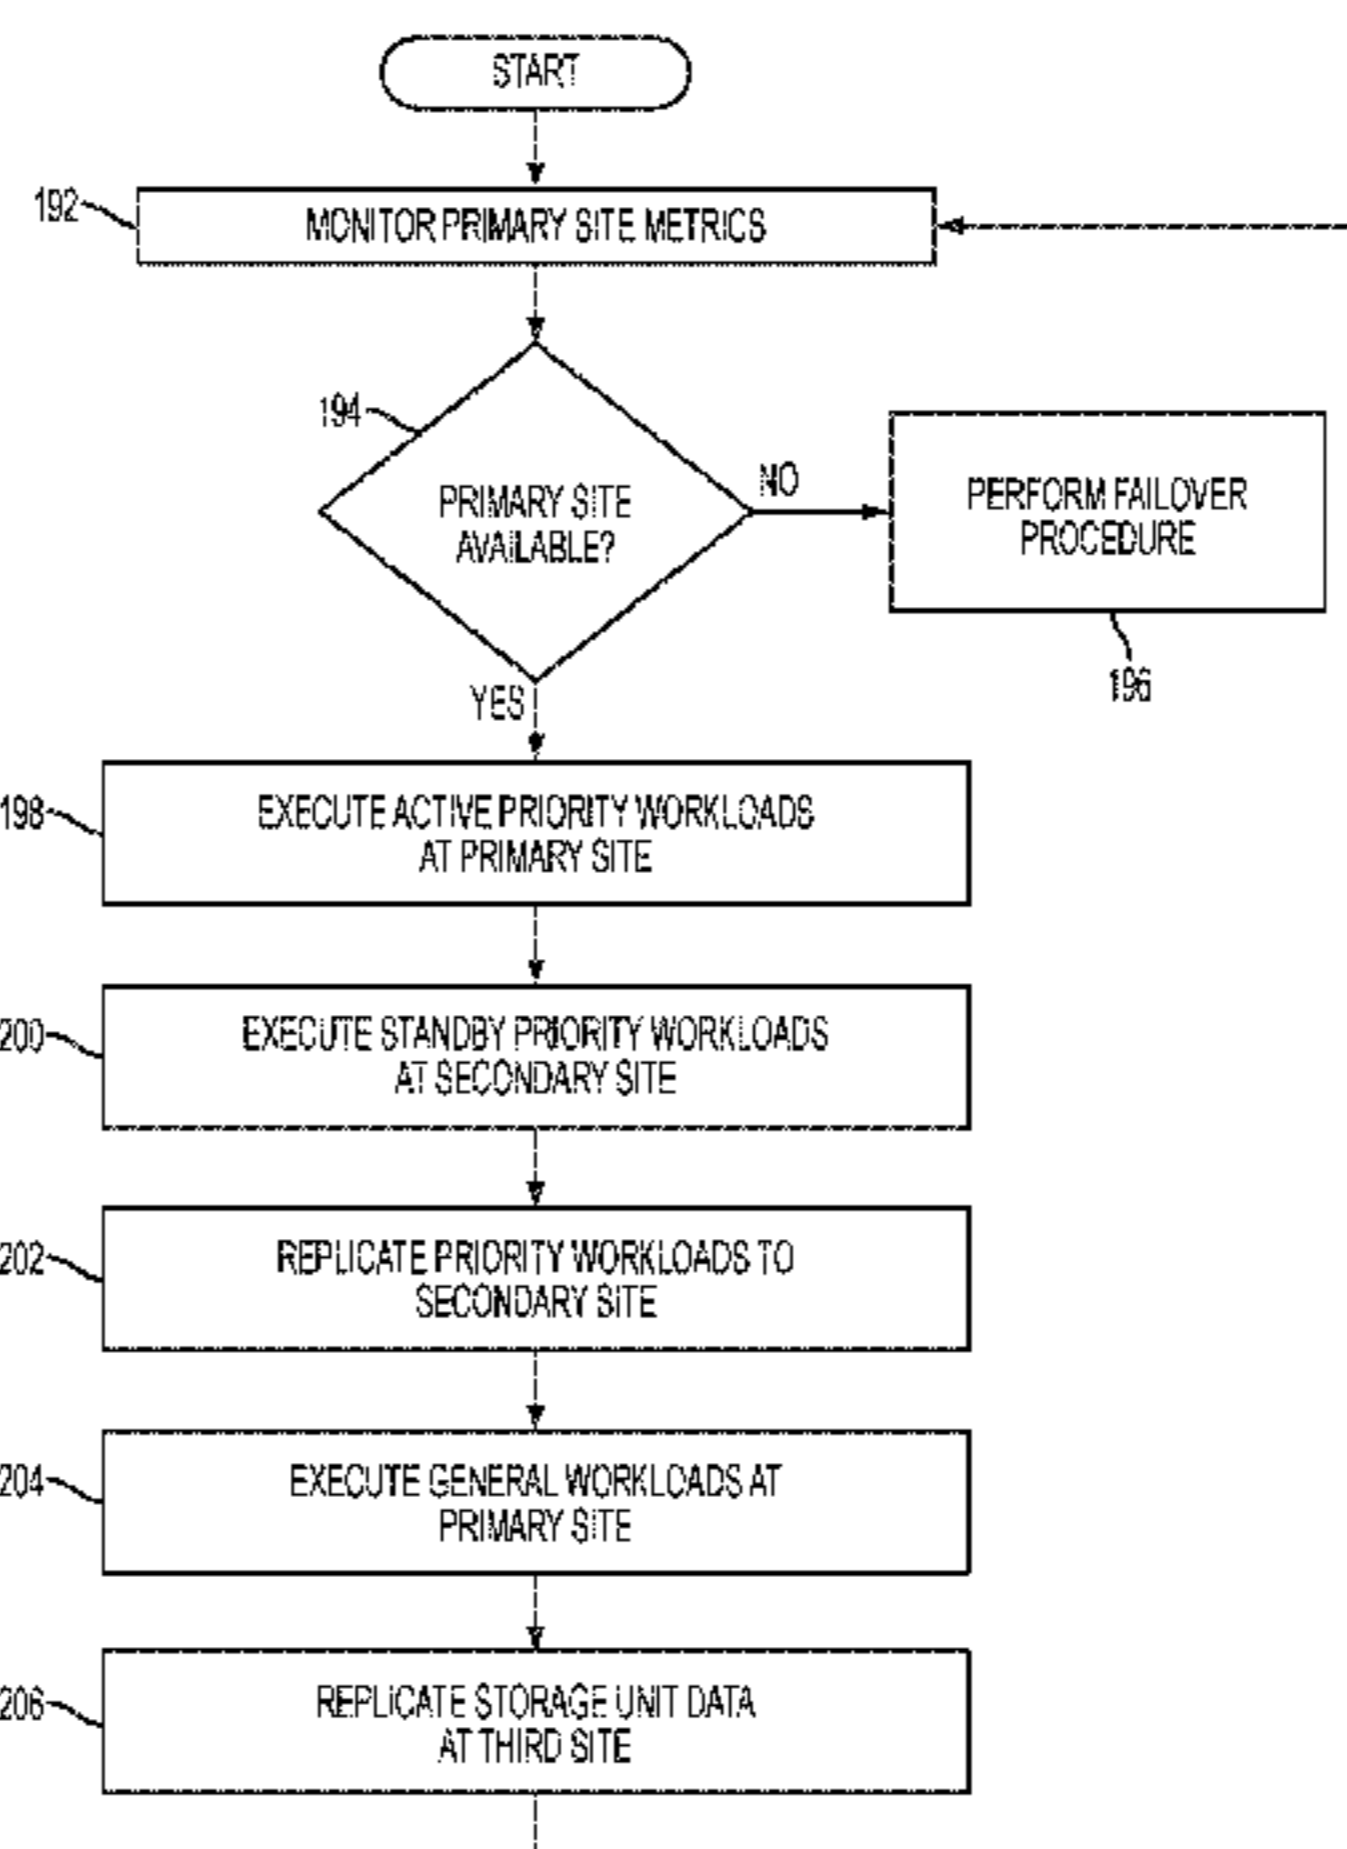 START
192
MONITOR PRIMARY SITE METRICS
194
PRIMARY SITE
AVAILABLE?
NO
PERFORM FAILOVER
PROCEDURE
196
YES
198
EXECUTE ACTIVE PRIORITY WORKLOADS
AT PRIMARY SITE
200
EXECUTE STANDBY PRIORITY WORKLOADS
AT SECONDARY SITE
202
REPLICATE PRIORITY WORKLOADS TO
SECONDARY SITE
204
EXECUTE GENERAL WORKLOADS AT
PRIMARY SITE
206
REPLICATE STORAGE UNIT DATA
AT THIRD SITE